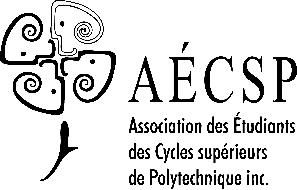 AÉCSP
Association des Étudiants
des Cycles supérieurs
de Polytechnique inc.